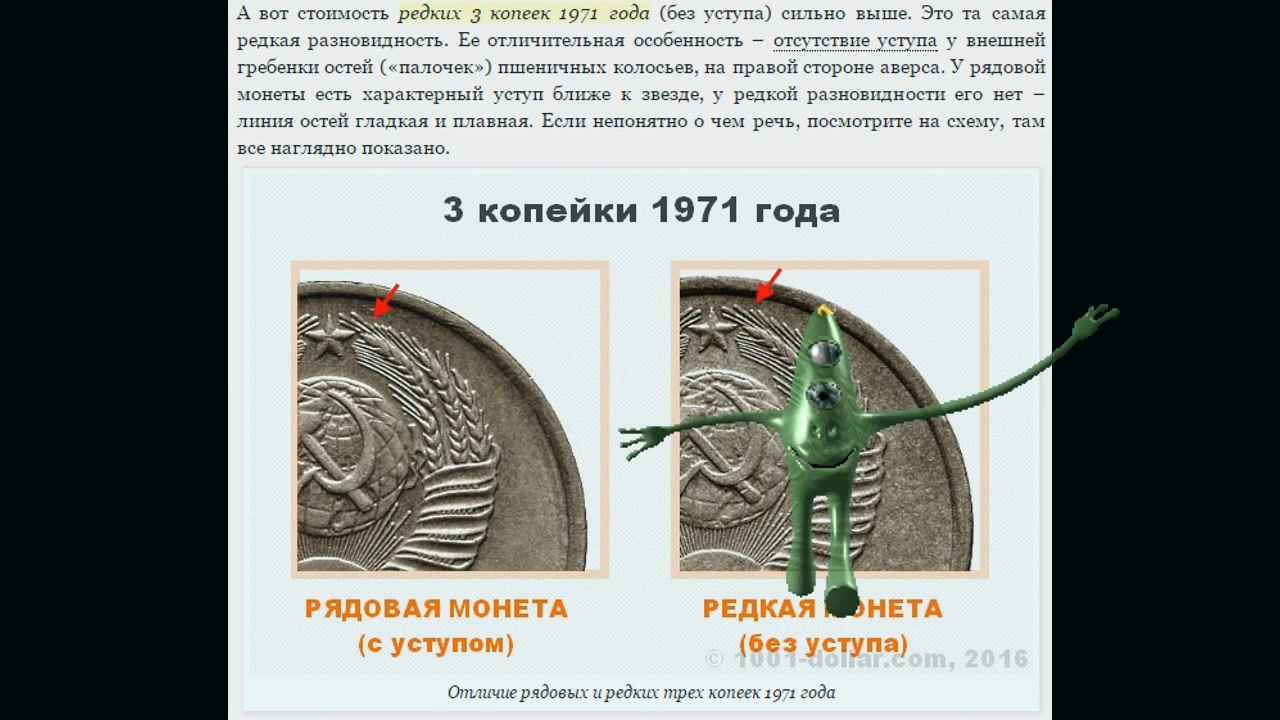 А вот стоимость редких 3 копеек 1971 года (без уступа) сильно выше. Это та самая
редкая разновидность. Ее отличительная особенность – отсутствие уступа у внешней
гребенки остей («палочек») пшеничных колосьев, на правой стороне аверса. У рядовой
монеты есть характерный уступ ближе к звезде, у редкой разновидности его нет –
линия остей гладкая и плавная. Если непонятно о чем речь, посмотрите на схему, там
все наглядно показано.
3 копейки 1971 года
РЯДОВАЯ МОНЕТА
(с уступом)
РЕДКАЯ
(без уступа)
© 1001-dollar.com, 2016
Отличие рядовых и редких трех копеек 1971 года